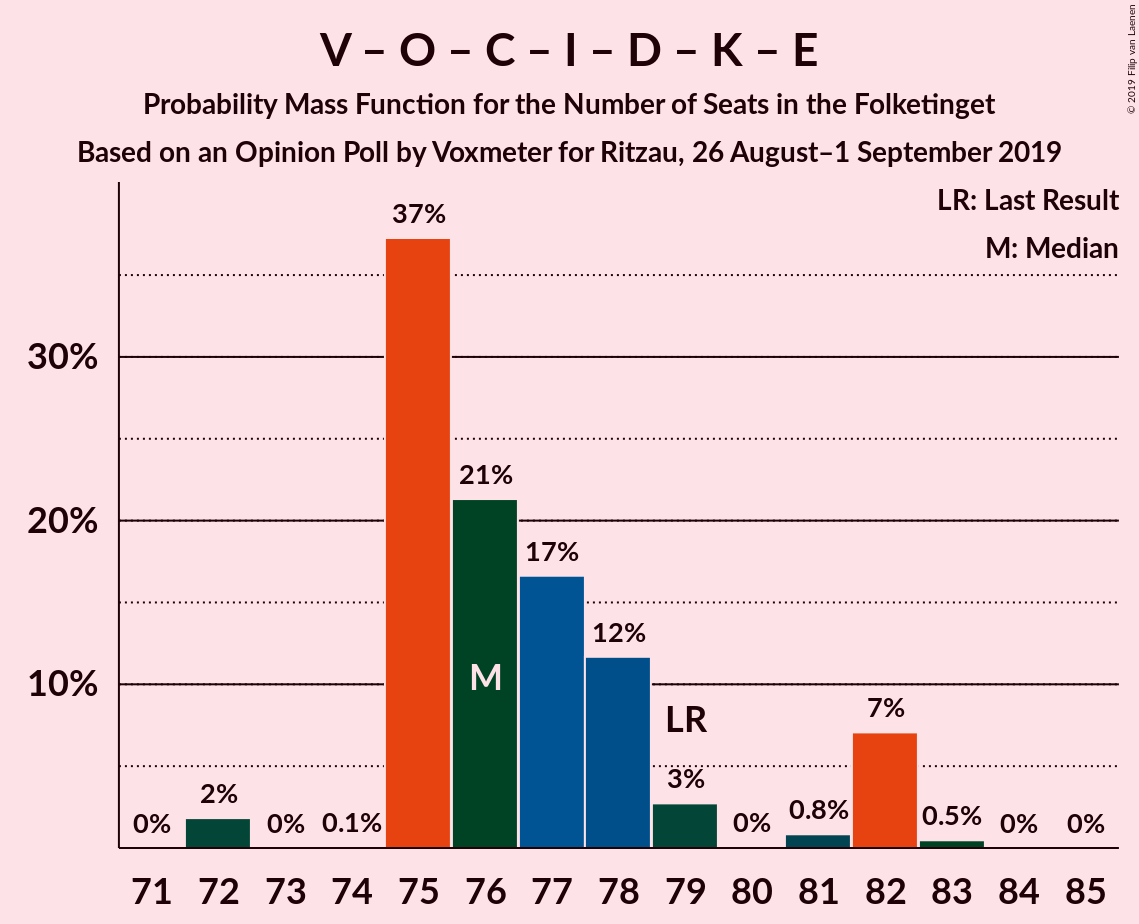 V – O – C – I – D – K – E
Probability Mass Function for the Number of Seats in the Folketinget
Based on an Opinion Poll by Voxmeter for Ritzau, 26 August–1 September 2019
© 2019 Filip van Laenen
LR: Last Result
M: Median
37%
30%
21%
20%
17%
12%
M
10%
LR
7%
3%
2%
0.8%
0.5%
0%
0%
0.1%
0%
0%
0%
71 72 73 74 75 76 77 78 79 80 81 82 83 84 85